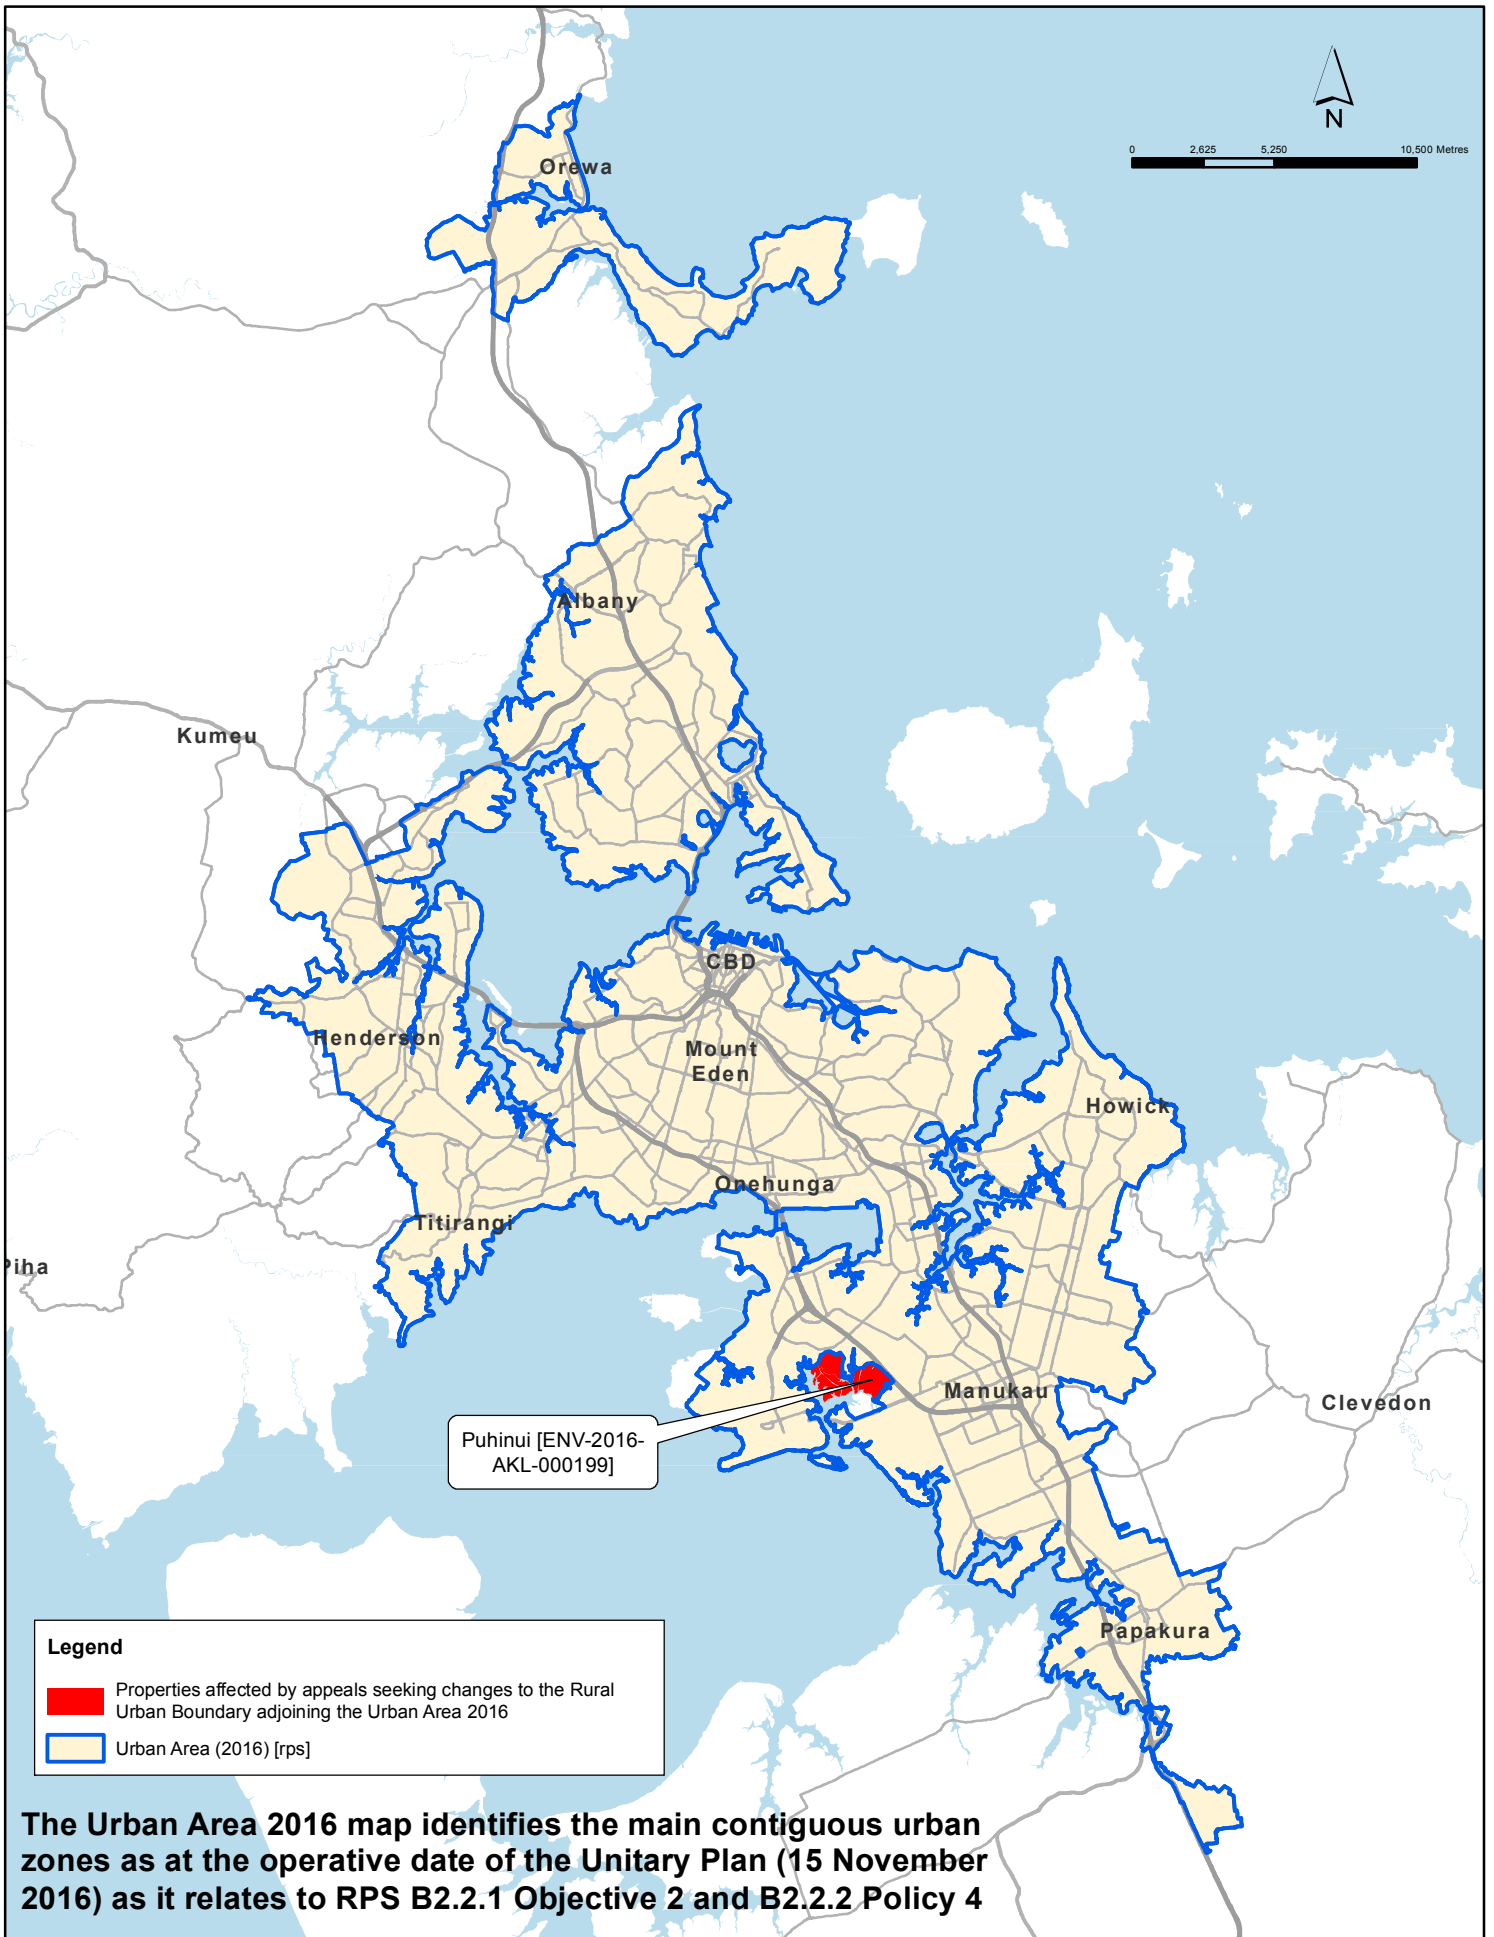 N
0 2,625 5,250 10,500 Metres
Orewa
Albany
Kumeu
CBD
Henderson
Mount
Eden
Howick
Onehunga
Titirangi
Piha
Manukau
Clevedon
Puhinui [ENV-2016-
AKL-000199]
Papakura
Legend
Properties affected by appeals seeking changes to the Rural
Urban Boundary adjoining the Urban Area 2016
Urban Area (2016) [rps]
The Urban Area 2016 map identifies the main contiguous urban
zones as at the operative date of the Unitary Plan (15 November
2016) as it relates to RPS B2.2.1 Objective 2 and B2.2.2 Policy 4